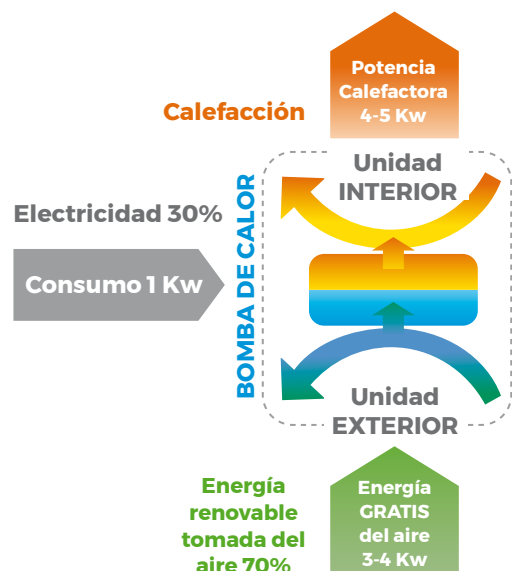 Potencia
Calefactora
4-5 Kw
Calefacción
Unidad
INTERIOR
BOMBA DE CALOR
Electricidad 30%
Consumo 1 Kw
Unidad
EXTERIOR
Energía
renovable
tomada del
aire 70%
Energía
GRATIS
del aire
3-4 Kw